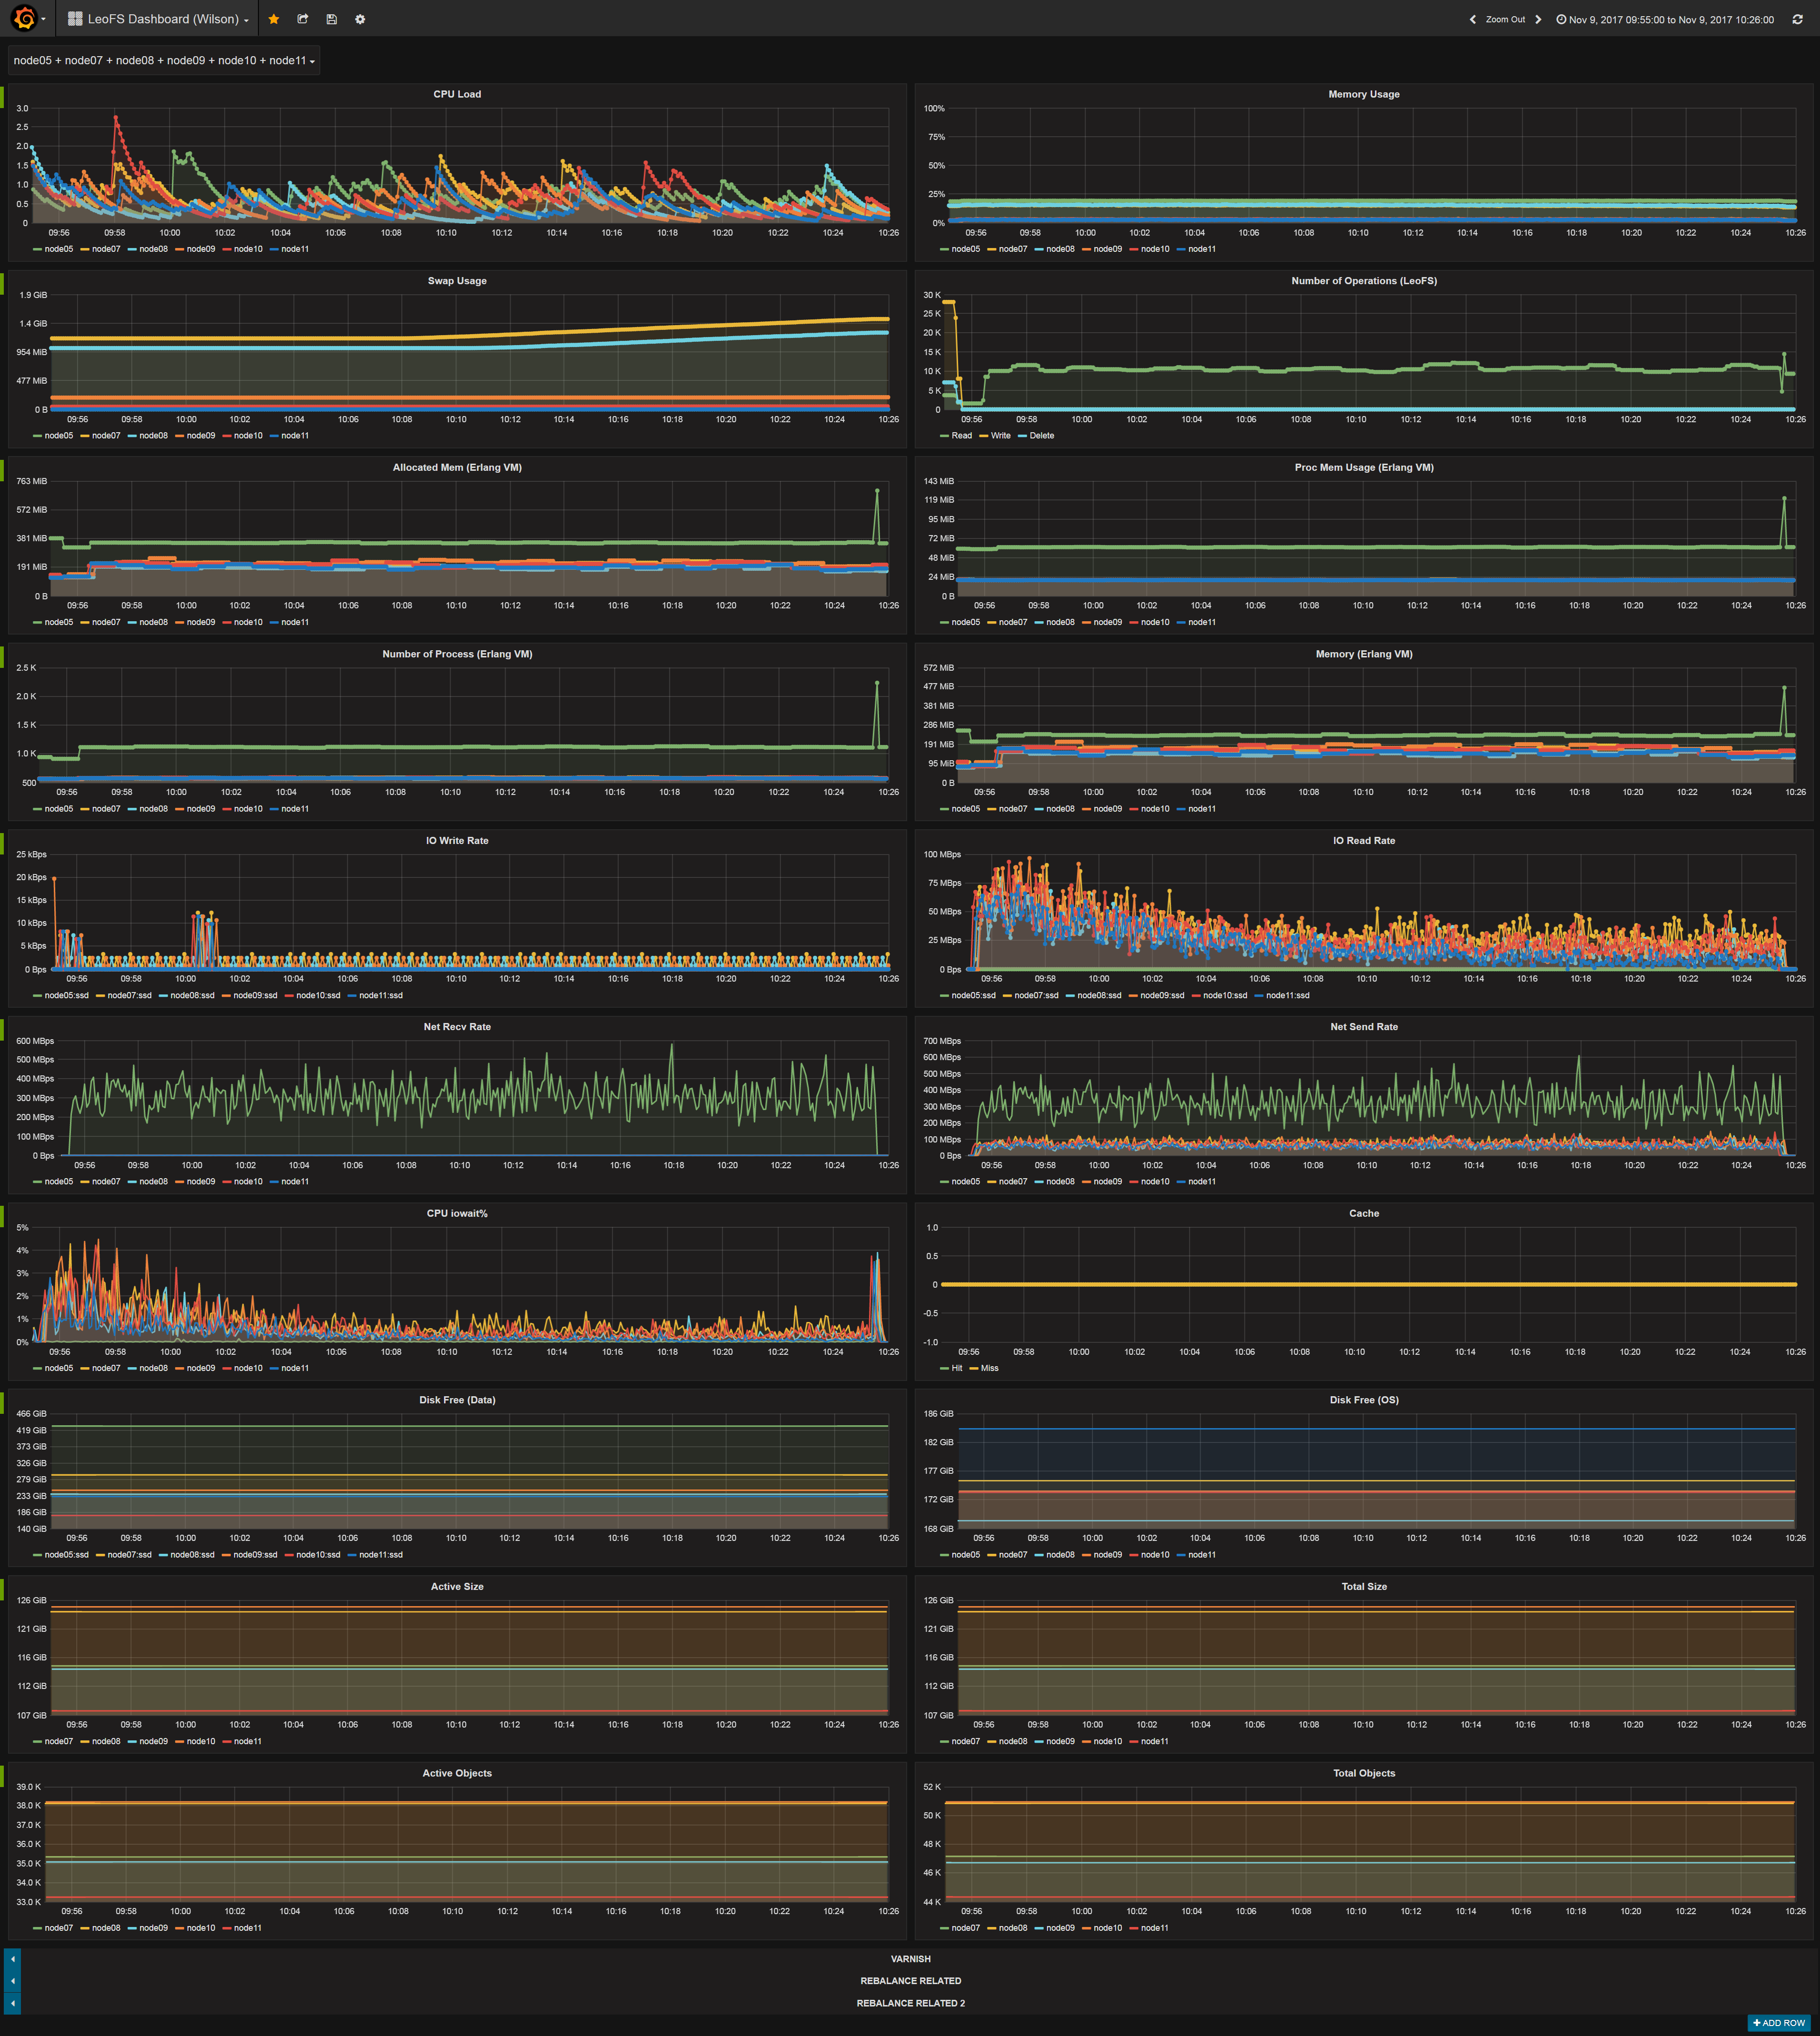 LeoFS Dashboard (Wilson)
Zoom Out
Nov 9, 2017 09:55:00 to Nov 9, 2017 10:26:00
node05 + node07 + node08 + node09 + node10 + node11
CPU Load
3.0
2.5
2.0
1.5
1.0
0.5
0
09:56 09:58 10:00 10:02 10:04 10:06 10:08 10:10 10:12 10:14 10:16 10:18 10:20 10:22 10:24 10:26
node05 node07 node08 node09 node10 node11
Memory Usage
100%
75%
50%
25%
0%
09:56 09:58 10:00 10:02 10:04 10:06 10:08 10:10 10:12 10:14 10:16 10:18 10:20 10:22 10:24 10:26
node05 node07 node08 node09 node10 node11
Swap Usage
1.9 GiB
1.4 GiB
954 MiB
477 MiB
0 B
09:56 09:58 10:00 10:02 10:04 10:06 10:08 10:10 10:12 10:14 10:16 10:18 10:20 10:22 10:24 10:26
node05 node07 node08 node09 node10 node11
Number of Operations (LeoFS)
30 K
25 K
20 K
15 K
10 K
5 K
0
09:56 09:58 10:00 10:02 10:04 10:06 10:08 10:10 10:12 10:14 10:16 10:18 10:20 10:22 10:24 10:26
Read Write Delete
Allocated Mem (Erlang VM)
763 MiB
572 MiB
381 MiB
191 MiB
0 B
09:56 09:58 10:00 10:02 10:04 10:06 10:08 10:10 10:12 10:14 10:16 10:18 10:20 10:22 10:24 10:26
node05 node07 node08 node09 node10 node11
Proc Mem Usage (Erlang VM)
143 MiB
119 MiB
95 MiB
72 MiB
48 MiB
24 MiB
0 B
09:56 09:58 10:00 10:02 10:04 10:06 10:08 10:10 10:12 10:14 10:16 10:18 10:20 10:22 10:24 10:26
node05 node07 node08 node09 node10 node11
Number of Process (Erlang VM)
2.5 K
2.0 K
1.5 K
1.0 K
500
09:56 09:58 10:00 10:02 10:04 10:06 10:08 10:10 10:12 10:14 10:16 10:18 10:20 10:22 10:24 10:26
node05 node07 node08 node09 node10 node11
Memory (Erlang VM)
572 MiB
477 MiB
381 MiB
286 MiB
191 MiB
95 MiB
0 B
09:56 09:58 10:00 10:02 10:04 10:06 10:08 10:10 10:12 10:14 10:16 10:18 10:20 10:22 10:24 10:26
node05 node07 node08 node09 node10 node11
IO Write Rate
25 kBps
20 kBps
15 kBps
10 kBps
5 kBps
0 Bps
09:56 09:58 10:00 10:02 10:04 10:06 10:08 10:10 10:12 10:14 10:16 10:18 10:20 10:22 10:24 10:26
node05:ssd node07:ssd node08:ssd node09:ssd node10:ssd node11:ssd
IO Read Rate
100 MBps
75 MBps
50 MBps
25 MBps
0 Bps
09:56 09:58 10:00 10:02 10:04 10:06 10:08 10:10 10:12 10:14 10:16 10:18 10:20 10:22 10:24 10:26
node05:ssd node07:ssd node08:ssd node09:ssd node10:ssd node11:ssd
Net Recv Rate
600 MBps
500 MBps
400 MBps
300 MBps
200 MBps
100 MBps
0 Bps
09:56 09:58 10:00 10:02 10:04 10:06 10:08 10:10 10:12 10:14 10:16 10:18 10:20 10:22 10:24 10:26
node05 node07 node08 node09 node10 node11
Net Send Rate
700 MBps
600 MBps
500 MBps
400 MBps
300 MBps
200 MBps
100 MBps
0 Bps
09:56 09:58 10:00 10:02 10:04 10:06 10:08 10:10 10:12 10:14 10:16 10:18 10:20 10:22 10:24 10:26
node05 node07 node08 node09 node10 node11
CPU iowait%
5%
4%
3%
2%
1%
0%
09:56 09:58 10:00 10:02 10:04 10:06 10:08 10:10 10:12 10:14 10:16 10:18 10:20 10:22 10:24 10:26
node05 node07 node08 node09 node10 node11
Cache
1.0
0.5
0
-0.5
-1.0
09:56 09:58 10:00 10:02 10:04 10:06 10:08 10:10 10:12 10:14 10:16 10:18 10:20 10:22 10:24 10:26
Hit Miss
Disk Free (Data)
466 GiB
419 GiB
373 GiB
326 GiB
279 GiB
233 GiB
186 GiB
140 GiB
09:56 09:58 10:00 10:02 10:04 10:06 10:08 10:10 10:12 10:14 10:16 10:18 10:20 10:22 10:24 10:26
node05:ssd node07:ssd node08:ssd node09:ssd node10:ssd node11:ssd
Disk Free (OS)
186 GiB
182 GiB
177 GiB
172 GiB
168 GiB
09:56 09:58 10:00 10:02 10:04 10:06 10:08 10:10 10:12 10:14 10:16 10:18 10:20 10:22 10:24 10:26
node05 node07 node08 node09 node10 node11
Active Size
126 GiB
121 GiB
116 GiB
112 GiB
107 GiB
09:56 09:58 10:00 10:02 10:04 10:06 10:08 10:10 10:12 10:14 10:16 10:18 10:20 10:22 10:24 10:26
node07 node08 node09 node10 node11
Total Size
126 GiB
121 GiB
116 GiB
112 GiB
107 GiB
09:56 09:58 10:00 10:02 10:04 10:06 10:08 10:10 10:12 10:14 10:16 10:18 10:20 10:22 10:24 10:26
node07 node08 node09 node10 node11
Active Objects
39.0 K
38.0 K
37.0 K
36.0 K
35.0 K
34.0 K
33.0 K
09:56 09:58 10:00 10:02 10:04 10:06 10:08 10:10 10:12 10:14 10:16 10:18 10:20 10:22 10:24 10:26
node07 node08 node09 node10 node11
Total Objects
52 K
50 K
48 K
46 K
44 K
09:56 09:58 10:00 10:02 10:04 10:06 10:08 10:10 10:12 10:14 10:16 10:18 10:20 10:22 10:24 10:26
node07 node08 node09 node10 node11
VARNISH
REBALANCE RELATED
REBALANCE RELATED 2
+ ADD ROW